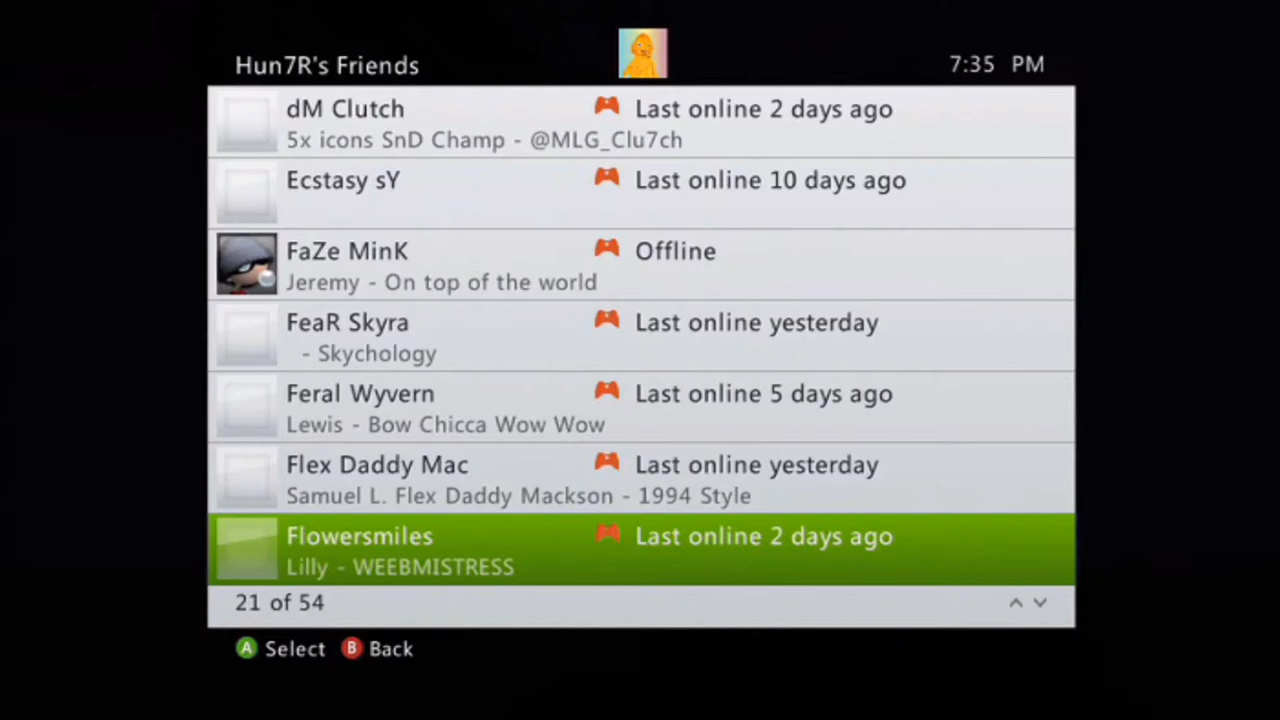 Hun7R's Friends 7:35 PM
dM Clutch Last online 2 days ago
5x icons SnD Champ - @MLG_Clu7ch
Ecstasy sY Last online 10 days ago
FaZe MinK Offline
Jeremy - On top of the world
FeaR Skyra Last online yesterday
- Skychology
Feral Wyvern Last online 5 days ago
Lewis - Bow Chicca Wow Wow
Flex Daddy Mac Last online yesterday
Samuel L. Flex Daddy Mackson - 1994 Style
Flowersmiles Last online 2 days ago
Lilly - WEEBMISTRESS
21 of 54
A Select B Back